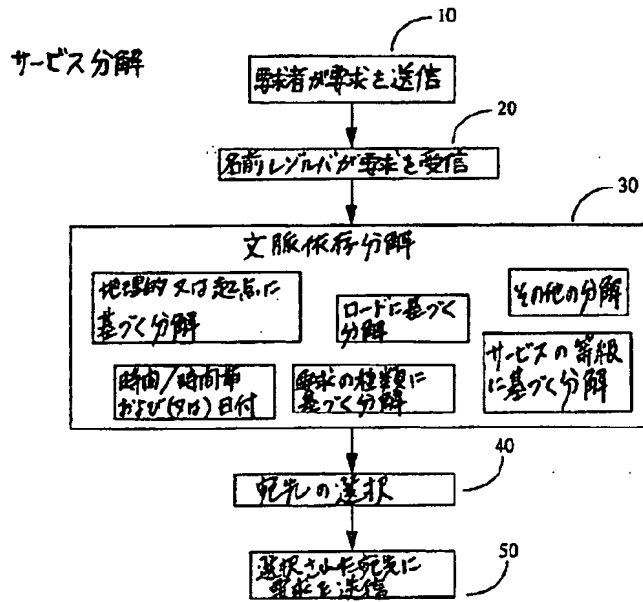 10
サービス分解
要求者が要求を送信
20
名前レゾルバが要求を受信
30
文脈依存分解
地理的又は起点に
基づく分解
ロードに基づく
分解
その他の分解
時間/時間帯
および(又は)日付
要求の種類に
基づく分解
サービスの等級
に基づく分解
40
宛先の選択
選択された宛先に
要求を送信
50